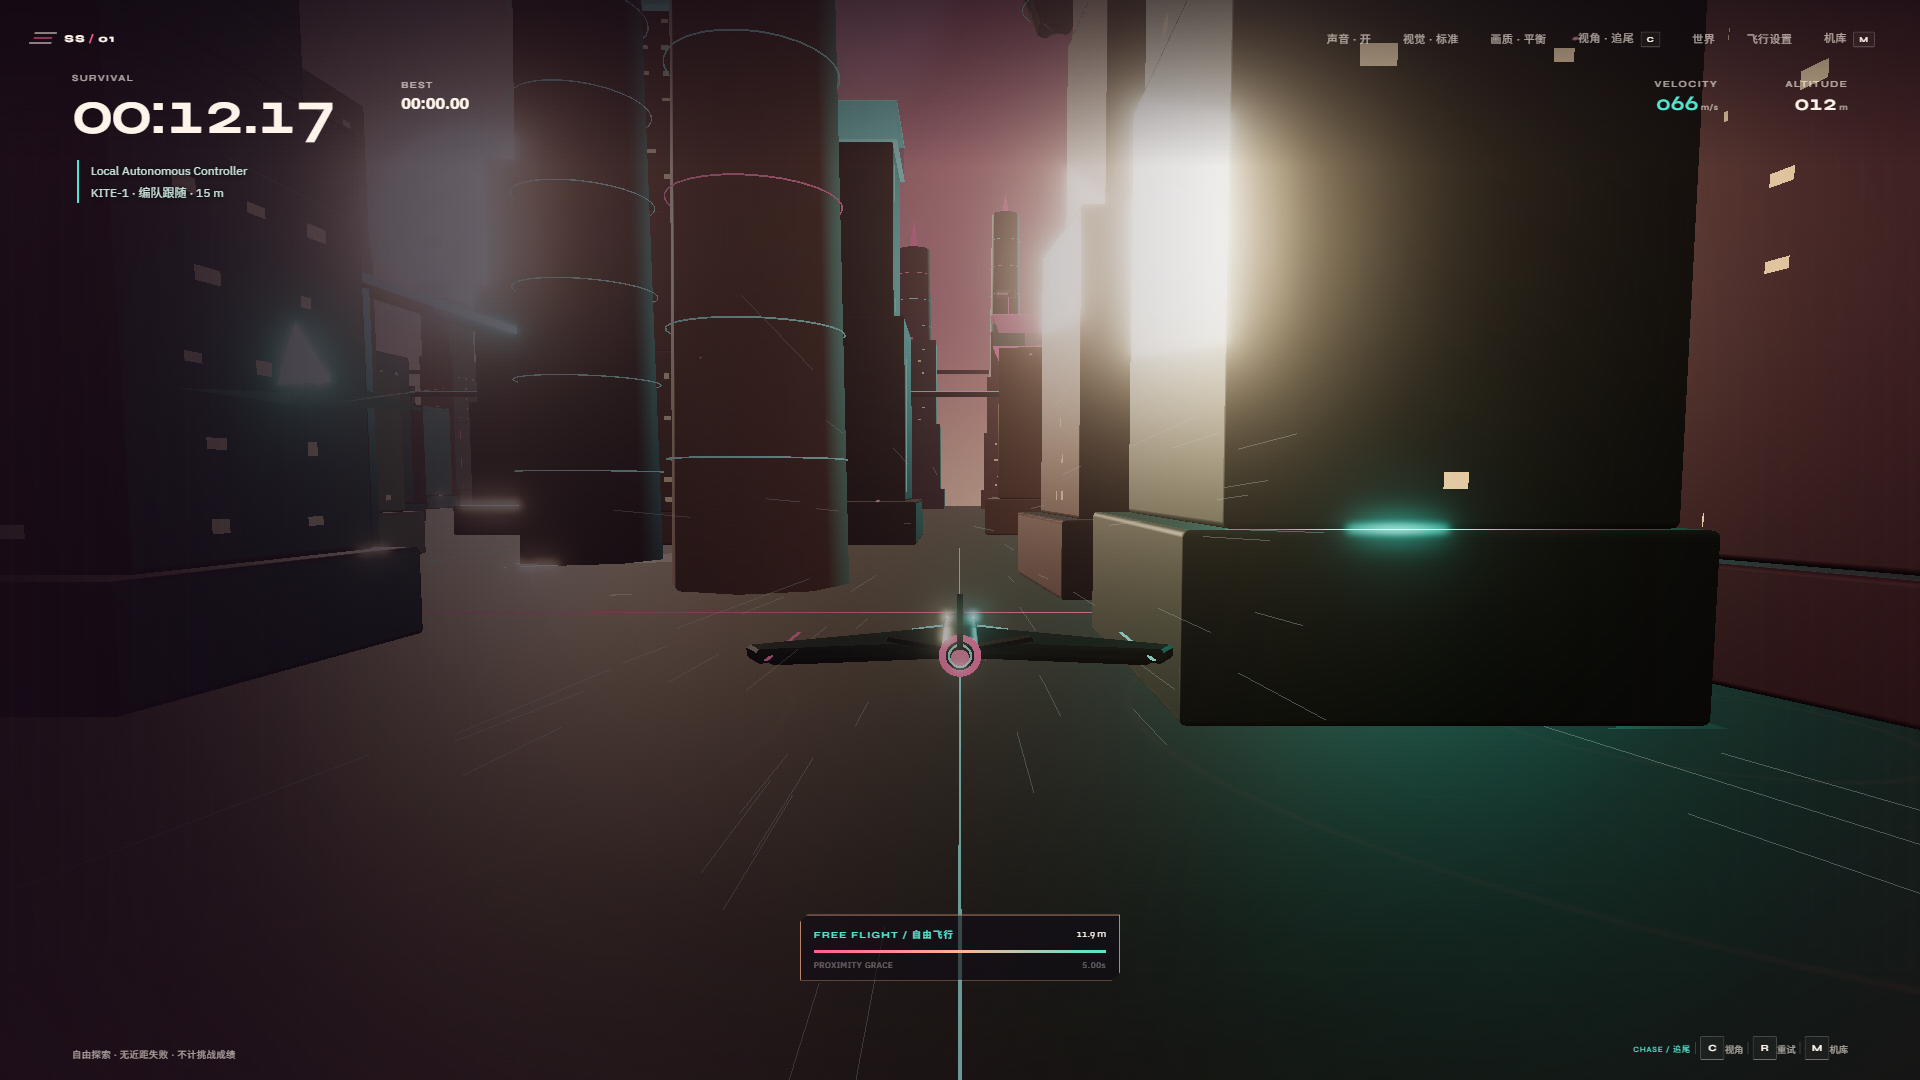 SS / 01
声音 · 开 视觉 · 标准 画质 · 平衡 视角 · 追尾 C 世界 飞行设置 机库 M
SURVIVAL
00:12.17
BEST
00:00.00
VELOCITY
066 m/s
ALTITUDE
012 m
Local Autonomous Controller
KITE-1 · 编队跟随 · 15 m
FREE FLIGHT / 自由飞行 11.9 m
PROXIMITY GRACE 5.00s
自由探索 · 无近距失败 · 不计挑战成绩
CHASE / 追尾 C 视角 R 重试 M 机库